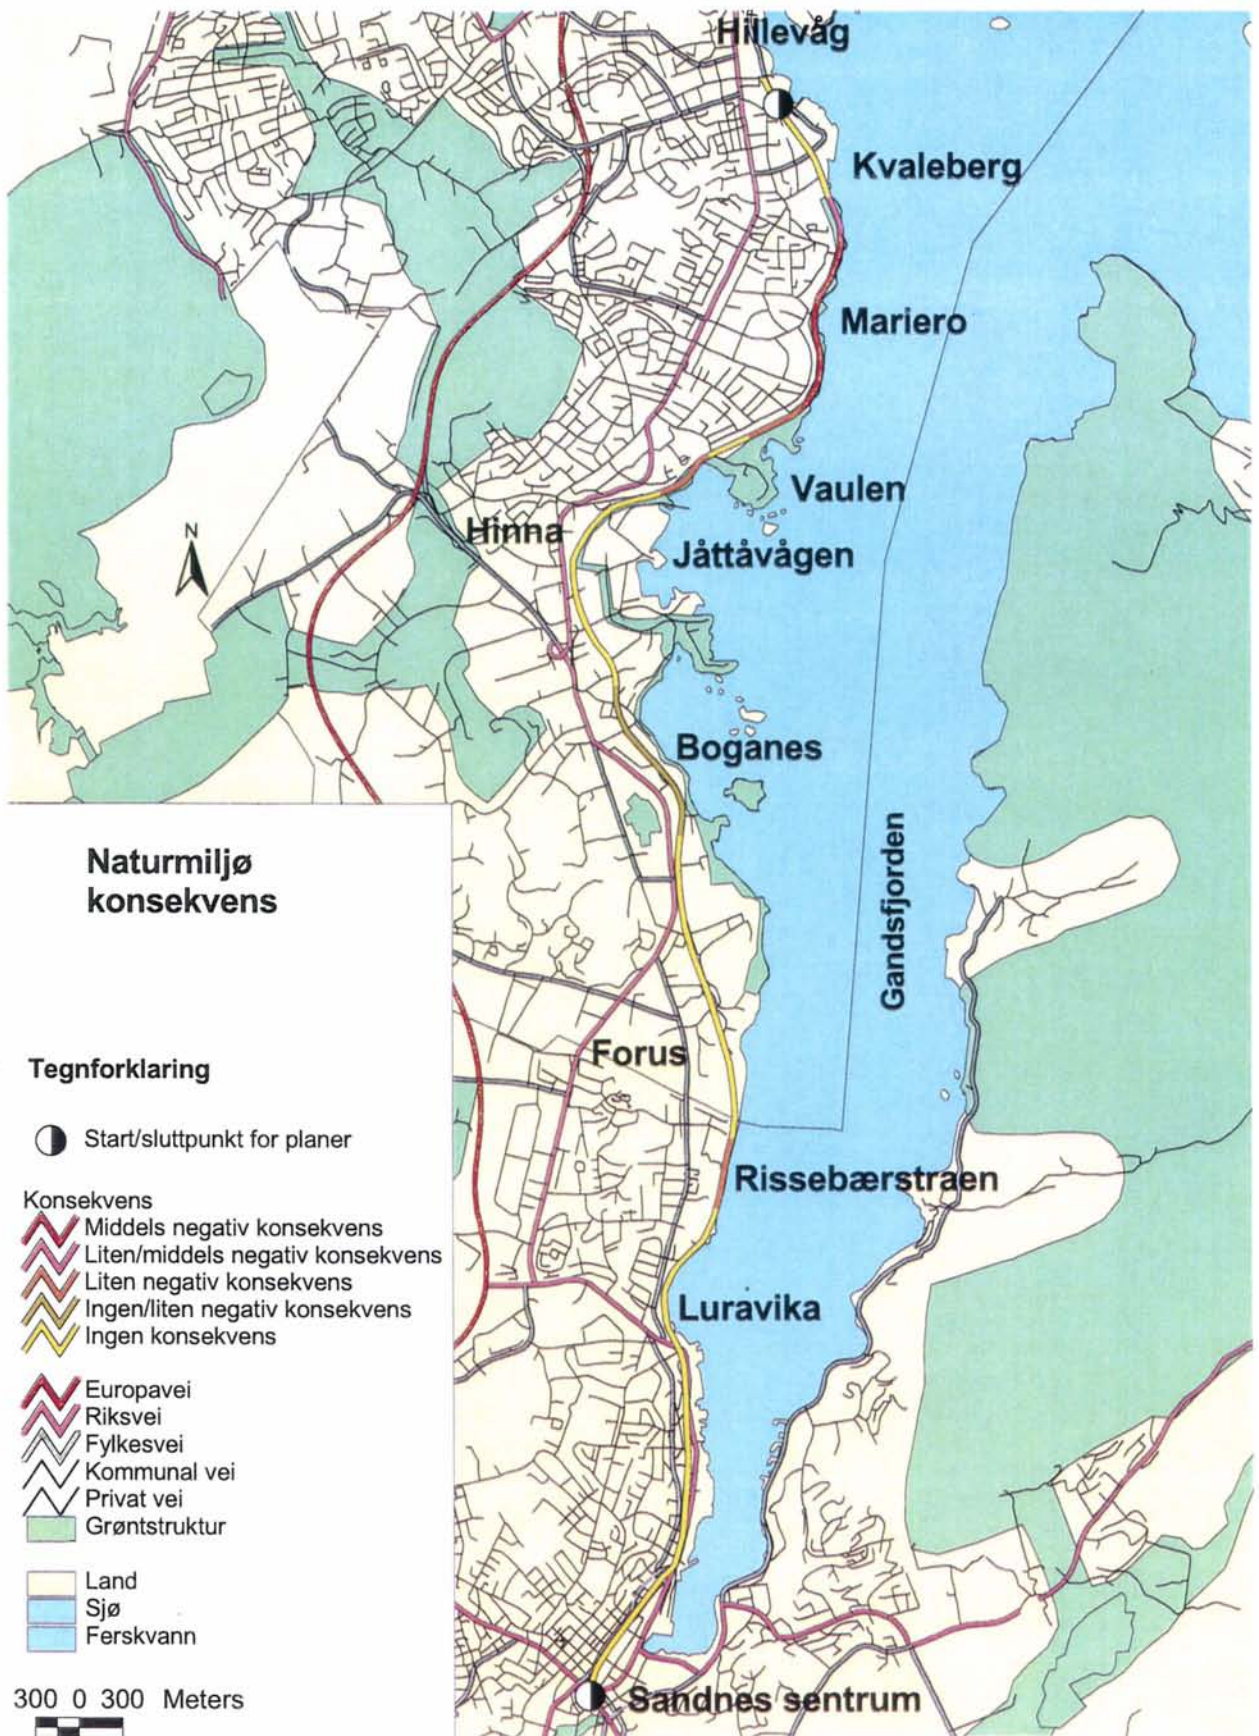 Hillevåg
Kvaleberg
Mariero
Vaulen
Hinna
Jåttåvågen
N
Boganes
Gandsfjorden
Forus
Rissebærstraen
Luravika
Sandnes sentrum
Naturmiljø
konsekvens
Tegnforklaring
Start/sluttpunkt for planer
Konsekvens
Middels negativ konsekvens
Liten/middels negativ konsekvens
Liten negativ konsekvens
Ingen/liten negativ konsekvens
Ingen konsekvens
Europavei
Riksvei
Fylkesvei
Kommunal vei
Privat vei
Grøntstruktur
Land
Sjø
Ferskvann
300 0 300 Meters